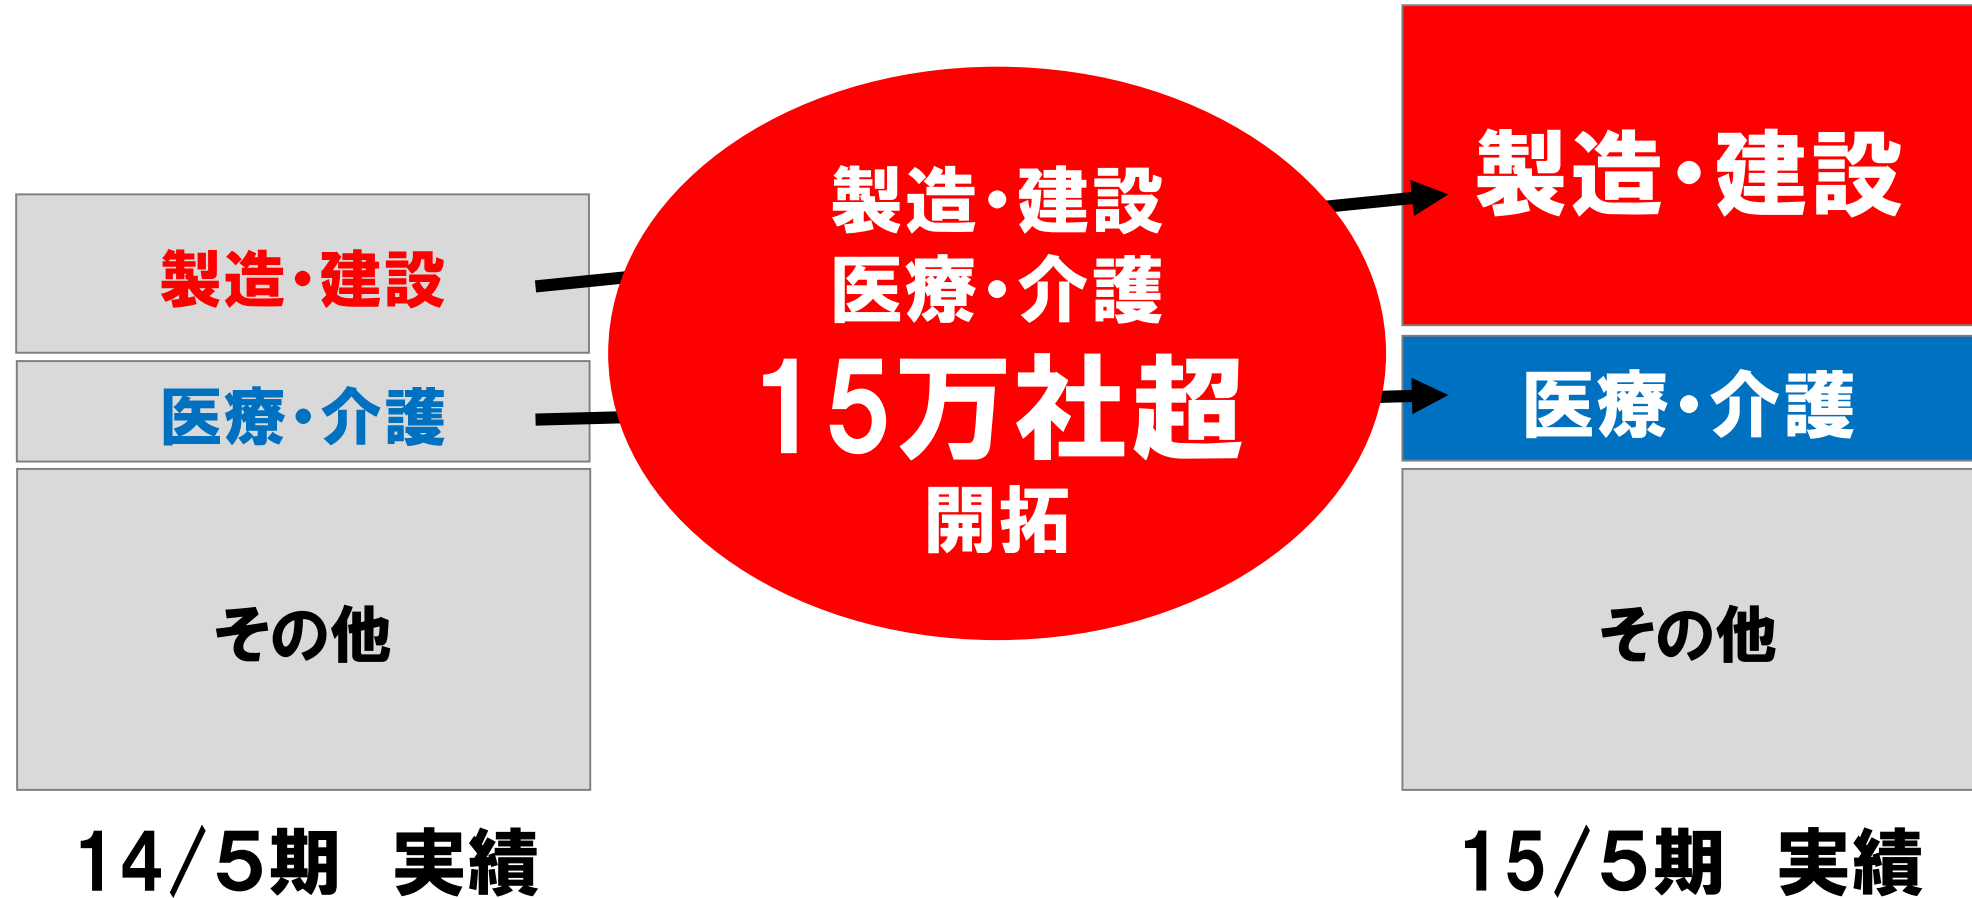 製造・建設
医療・介護
その他
14/5期　実績
製造・建設
医療・介護
15万社超
開拓
製造・建設
医療・介護
その他
15/5期　実績